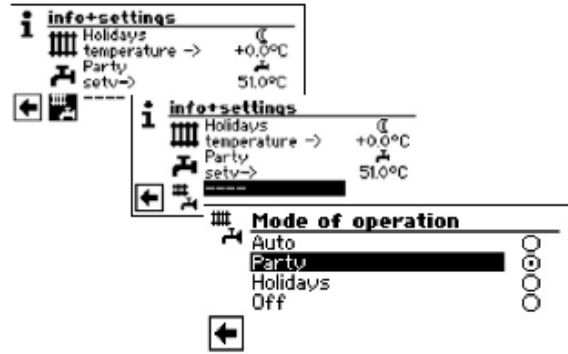 info+settings
Holidays
temperature -> +0.0°C
Party
setv-> 51.0°C
----
info+settings
Holidays
temperature -> +0.0°C
Party
setv-> 51.0°C
----
Mode of operation
Auto
Party
Holidays
Off